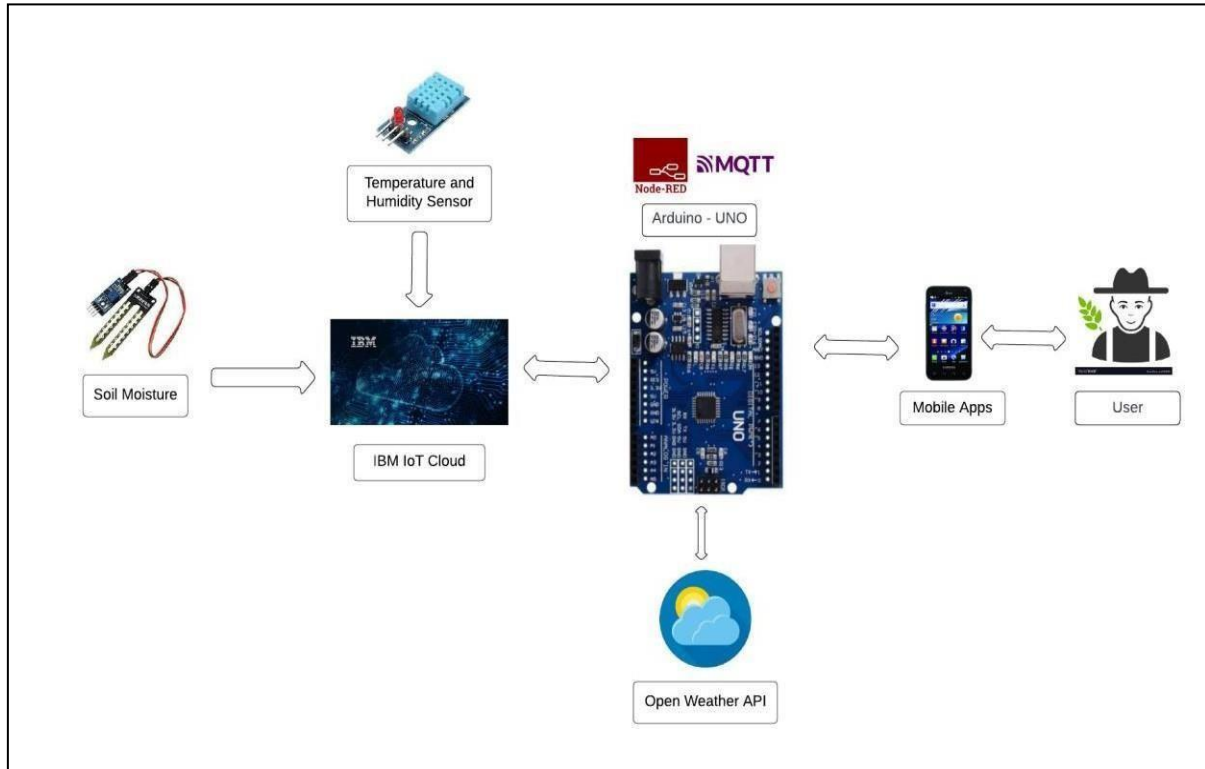 Temperature and
Humidity Sensor
Node-RED
MQTT
Arduino - UNO
Soil Moisture
IBM
IBM IoT Cloud
UNO
Mobile Apps
User
Open Weather API